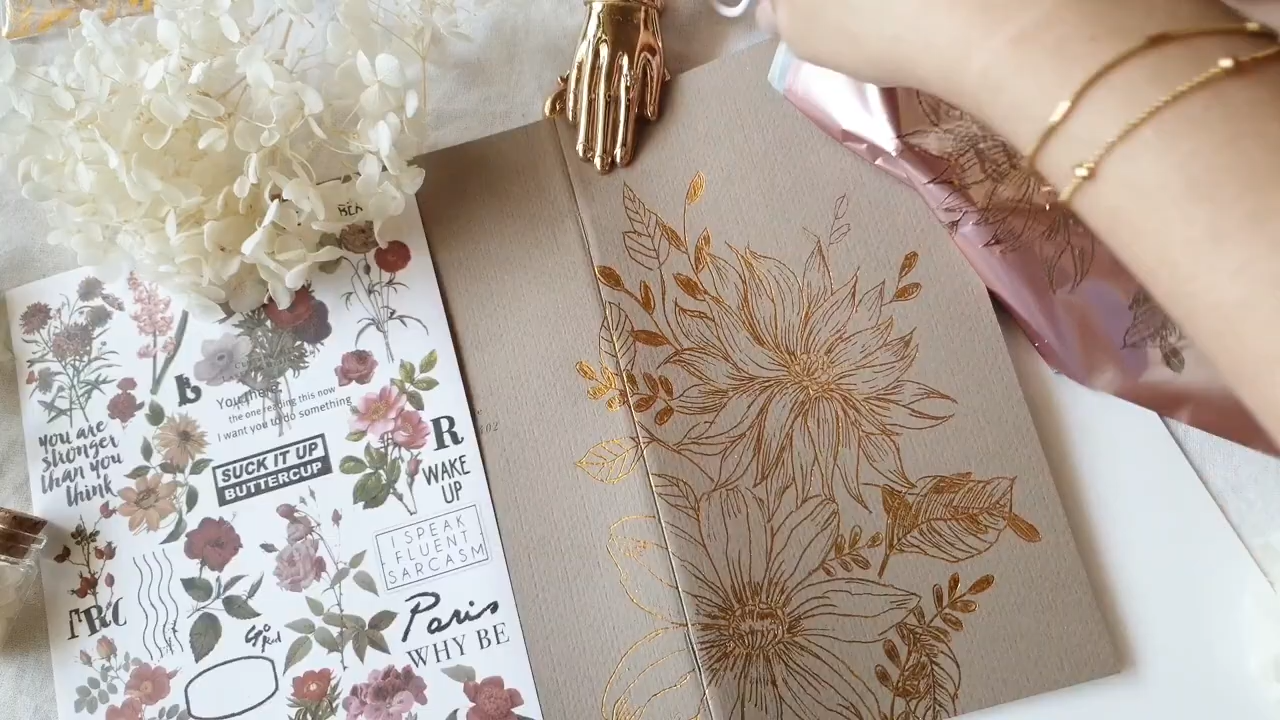 You there
the one reading this now
I want you to do something
you are
stronger
than you
think
SUCK IT UP
BUTTERCUP
R
WAKE
UP
I SPEAK
FLUENT
SARCASM
Paris
WHY BE